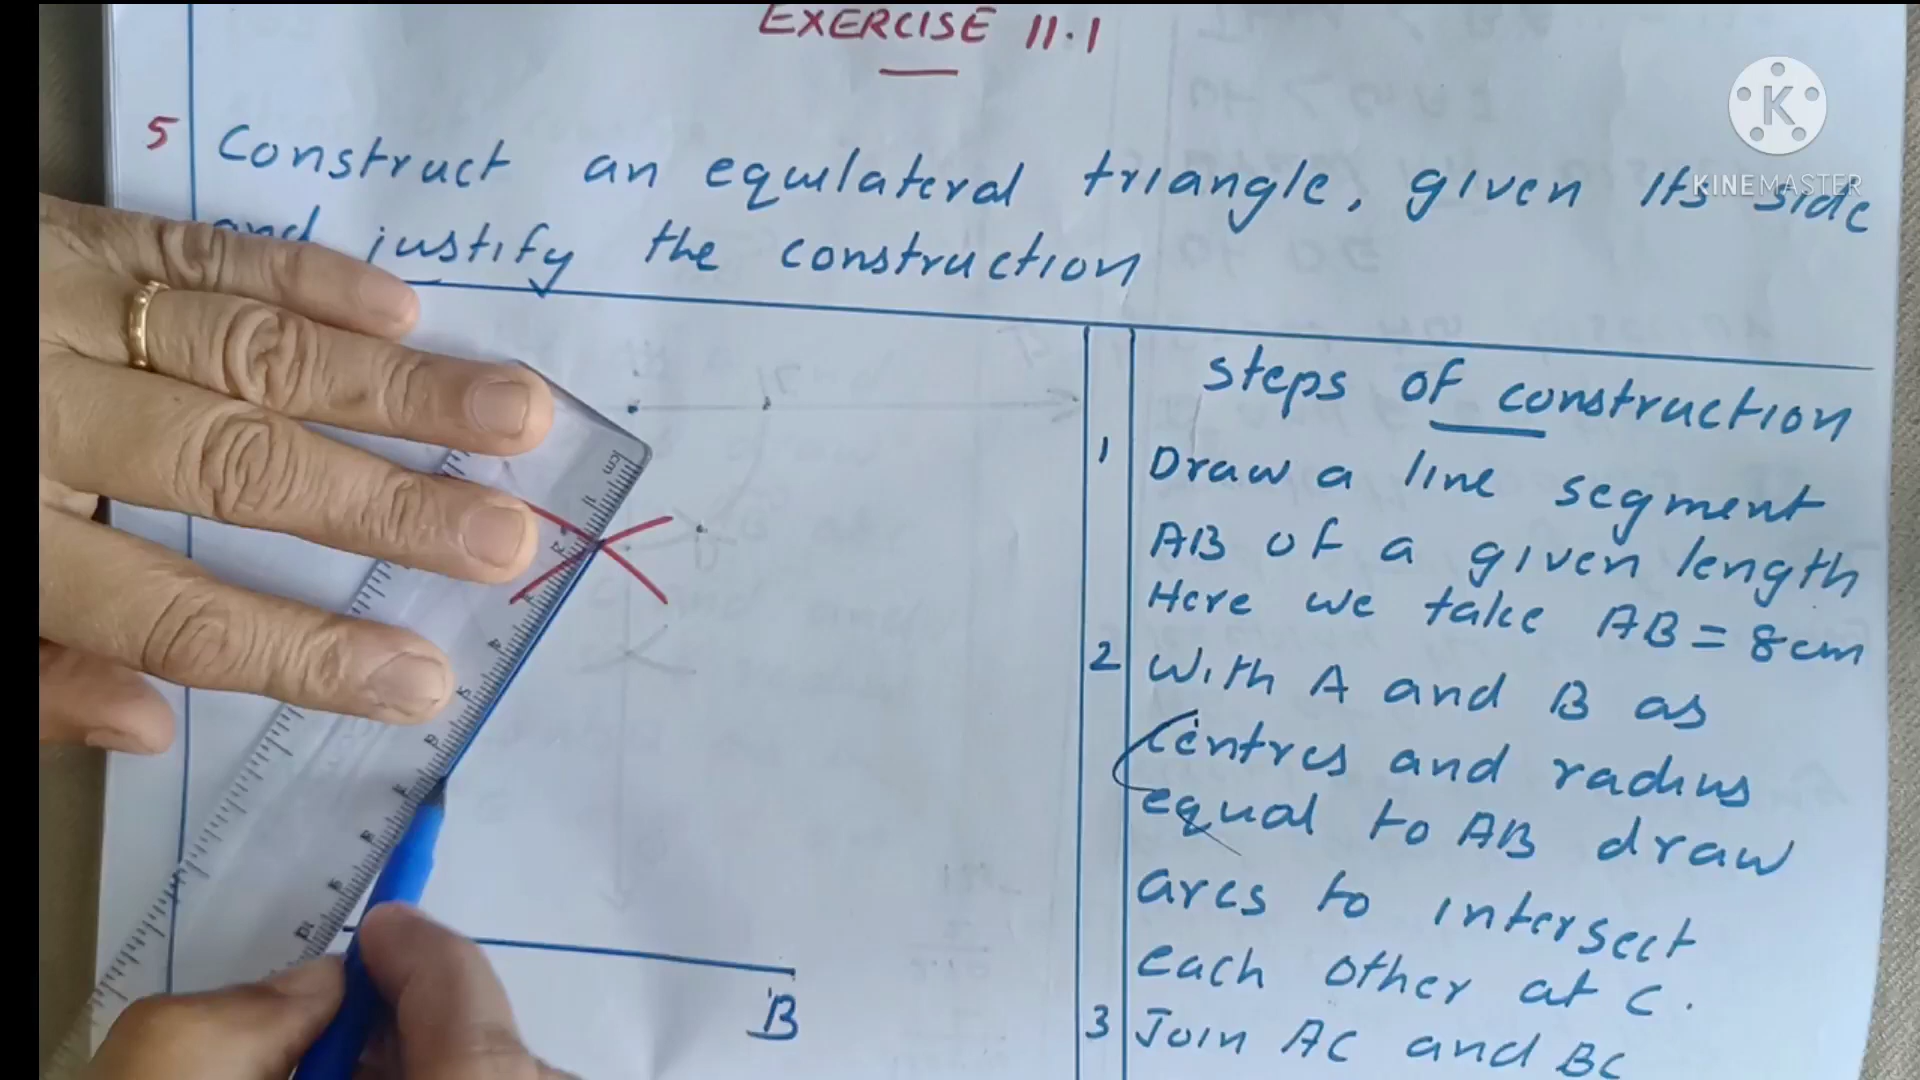 EXERCISE 11.1
5 Construct an equilateral triangle, given its side
and justify the construction
K
KINEMASTER
steps of construction
1 Draw a line segment
AB of a given length
Here we take AB = 8cm
2 With A and B as
centres and radius
equal to AB draw
arcs to intersect
each other at C.
3 Join AC and BC
B
cm